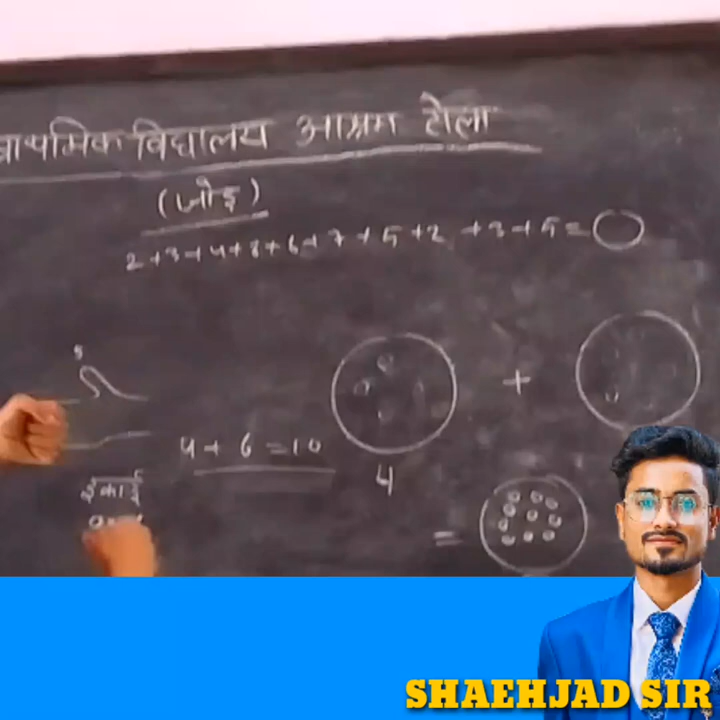 प्राथमिक विद्यालय आश्रम टोला
(जोड़)
2+3+4+8+6+7+5+2 +3+5=
+
4+6=10
4
इकाई
=
SHAEHJAD SIR